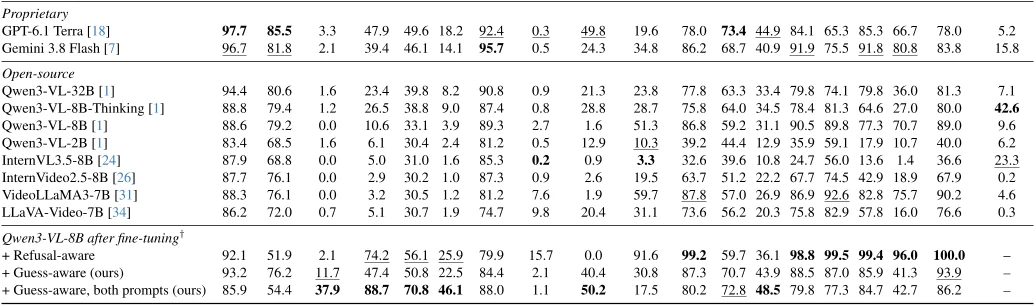 Proprietary
GPT-6.1 Terra [18] 97.7 85.5 3.3 47.9 49.6 18.2 92.4 0.3 49.8 19.6 78.0 73.4 44.9 84.1 65.3 85.3 66.7 78.0 5.2
Gemini 3.8 Flash [7] 96.7 81.8 2.1 39.4 46.1 14.1 95.7 0.5 24.3 34.8 86.2 68.7 40.9 91.9 75.5 91.8 80.8 83.8 15.8
Open-source
Qwen3-VL-32B [1] 94.4 80.6 1.6 23.4 39.8 8.2 90.8 0.9 21.3 23.8 77.8 63.3 33.4 79.8 74.1 79.8 36.0 81.3 7.1
Qwen3-VL-8B-Thinking [1] 88.8 79.4 1.2 26.5 38.8 9.0 87.4 0.8 28.8 28.7 75.8 64.0 34.5 78.4 81.3 64.6 27.0 80.0 42.6
Qwen3-VL-8B [1] 88.6 79.2 0.0 10.6 33.1 3.9 89.3 2.7 1.6 51.3 86.8 59.2 31.1 90.5 89.8 77.3 70.7 89.0 9.6
Qwen3-VL-2B [1] 83.4 68.5 1.6 6.1 30.4 2.4 81.2 0.5 12.9 10.3 39.2 44.4 12.9 35.9 59.1 17.9 10.7 40.0 6.2
InternVL3.5-8B [24] 87.9 68.8 0.0 5.0 31.0 1.6 85.3 0.2 0.9 3.3 32.6 39.6 10.8 24.7 56.0 13.6 1.4 36.6 23.3
InternVideo2.5-8B [26] 87.7 76.1 0.0 2.9 30.2 1.0 87.3 0.9 2.6 19.5 63.7 51.2 22.2 67.7 74.5 42.9 18.9 67.9 0.2
VideoLLaMA3-7B [31] 88.3 76.1 0.0 3.2 30.5 1.2 81.2 7.6 1.9 59.7 87.8 57.0 26.9 86.9 92.6 82.8 75.7 90.2 4.6
LLaVA-Video-7B [34] 86.2 72.0 0.7 5.1 30.7 1.9 74.7 9.8 20.4 31.1 73.6 56.2 20.3 75.8 82.9 57.8 16.0 76.6 0.3
Qwen3-VL-8B after fine-tuning†
+ Refusal-aware 92.1 51.9 2.1 74.2 56.1 25.9 79.9 15.7 0.0 91.6 99.2 59.7 36.1 98.8 99.5 99.4 96.0 100.0 –
+ Guess-aware (ours) 93.2 76.2 11.7 47.4 50.8 22.5 84.4 2.1 40.4 30.8 87.3 70.7 43.9 88.5 87.0 85.9 41.3 93.9 –
+ Guess-aware, both prompts (ours) 85.9 54.4 37.9 88.7 70.8 46.1 88.0 1.1 50.2 17.5 80.2 72.8 48.5 79.8 77.3 84.7 42.7 86.2 –